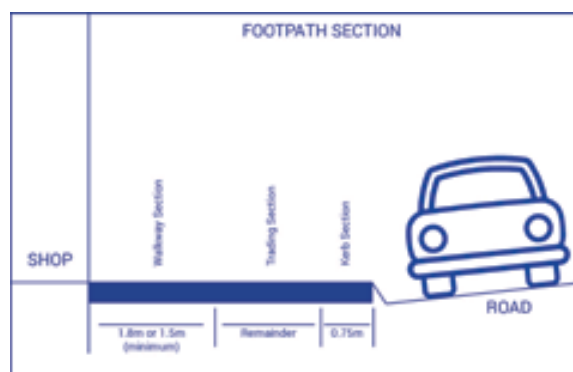 FOOTPATH SECTION
Walkway Section
Trading Section
Kerb Section
SHOP
ROAD
1.8m or 1.5m
(minimum)
Remainder
0.75m